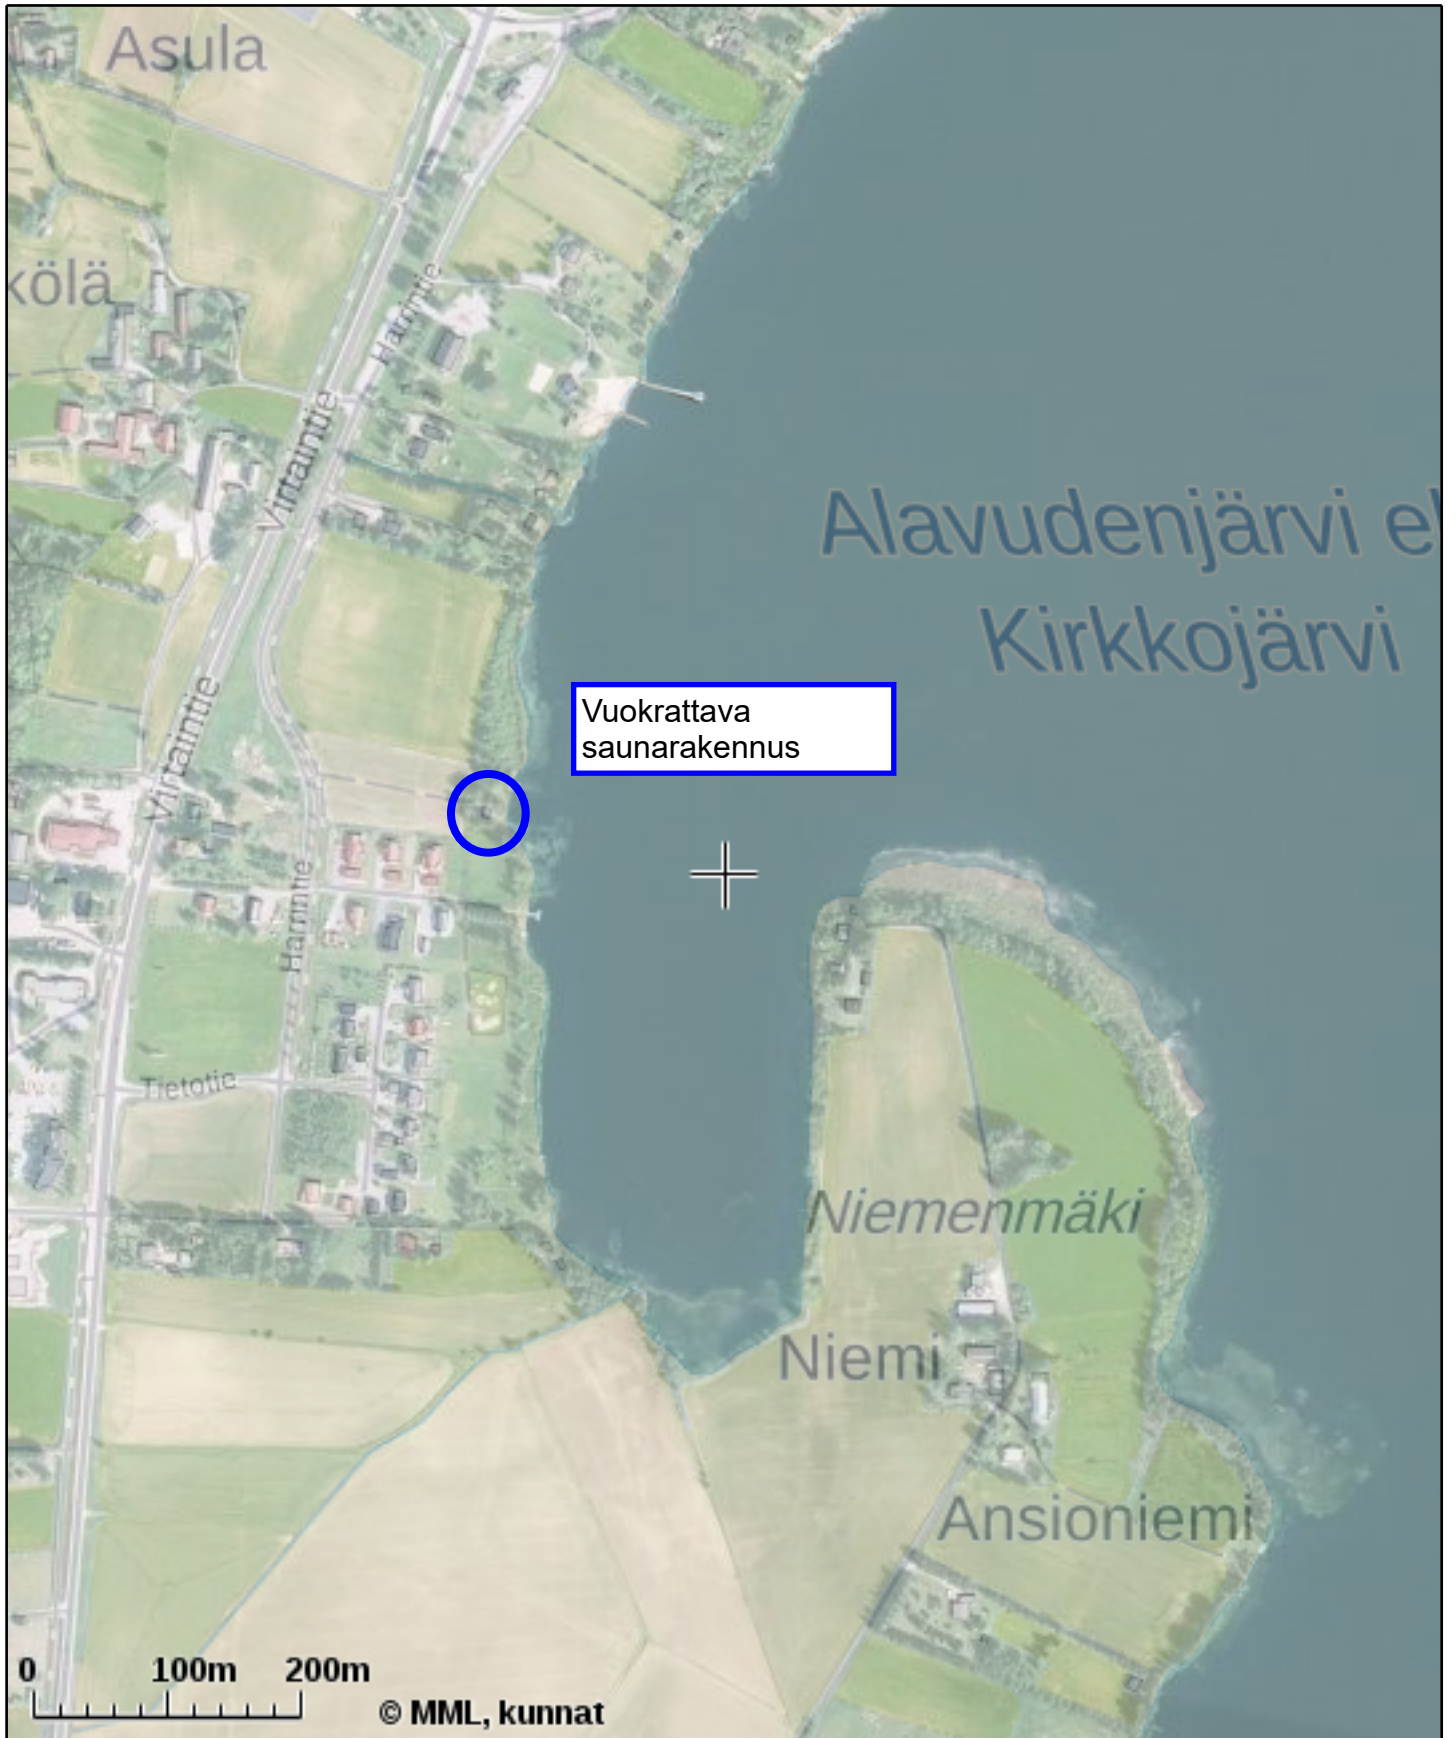 Asula
kölä
Harrintie
Virtaintie
Alavudenjärvi el
Kirkkojärvi
Vuokrattava
saunarakennus
Virtaintie
Harrintie
Tietotie
Niemenmäki
Niemi
Ansioniemi
0 100m 200m
© MML, kunnat